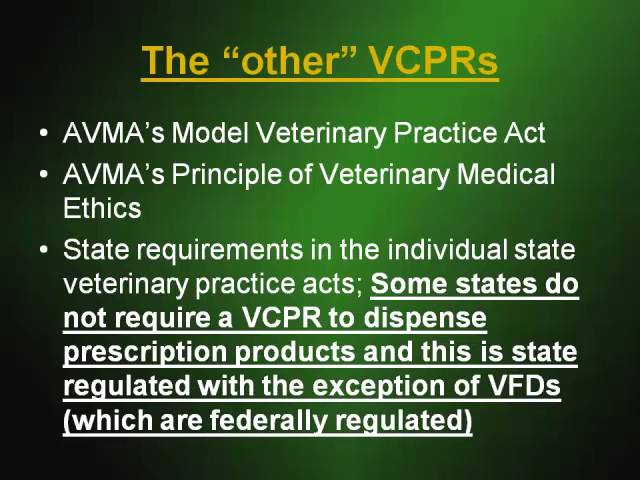 The “other” VCPRs
• AVMA’s Model Veterinary Practice Act
• AVMA’s Principle of Veterinary Medical
Ethics
• State requirements in the individual state
veterinary practice acts; Some states do
not require a VCPR to dispense
prescription products and this is state
regulated with the exception of VFDs
(which are federally regulated)